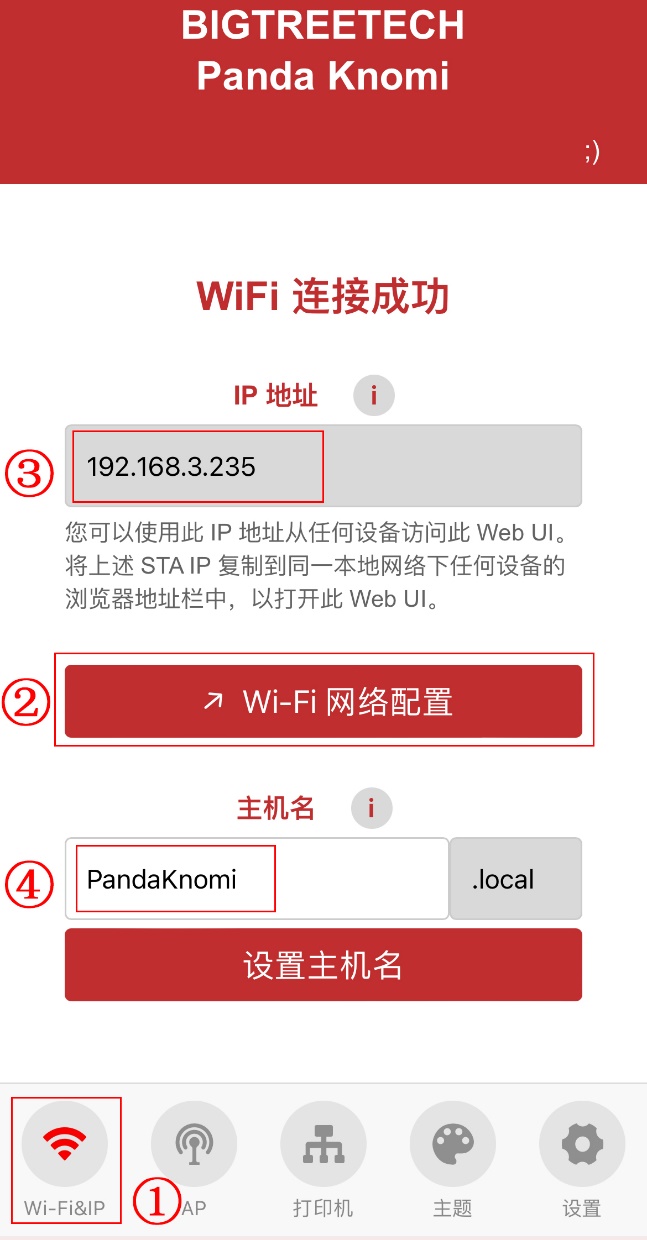 BIGTREETECH
Panda Knomi
;)
WiFi 连接成功
IP 地址 i
③ 192.168.3.235
您可以使用此 IP 地址从任何设备访问此 Web UI。
将上述 STA IP 复制到同一本地网络下任何设备的
浏览器地址栏中，以打开此 Web UI。
② Wi-Fi 网络配置
主机名 i
④ PandaKnomi .local
设置主机名
Wi-Fi&IP ① AP 打印机 主题 设置